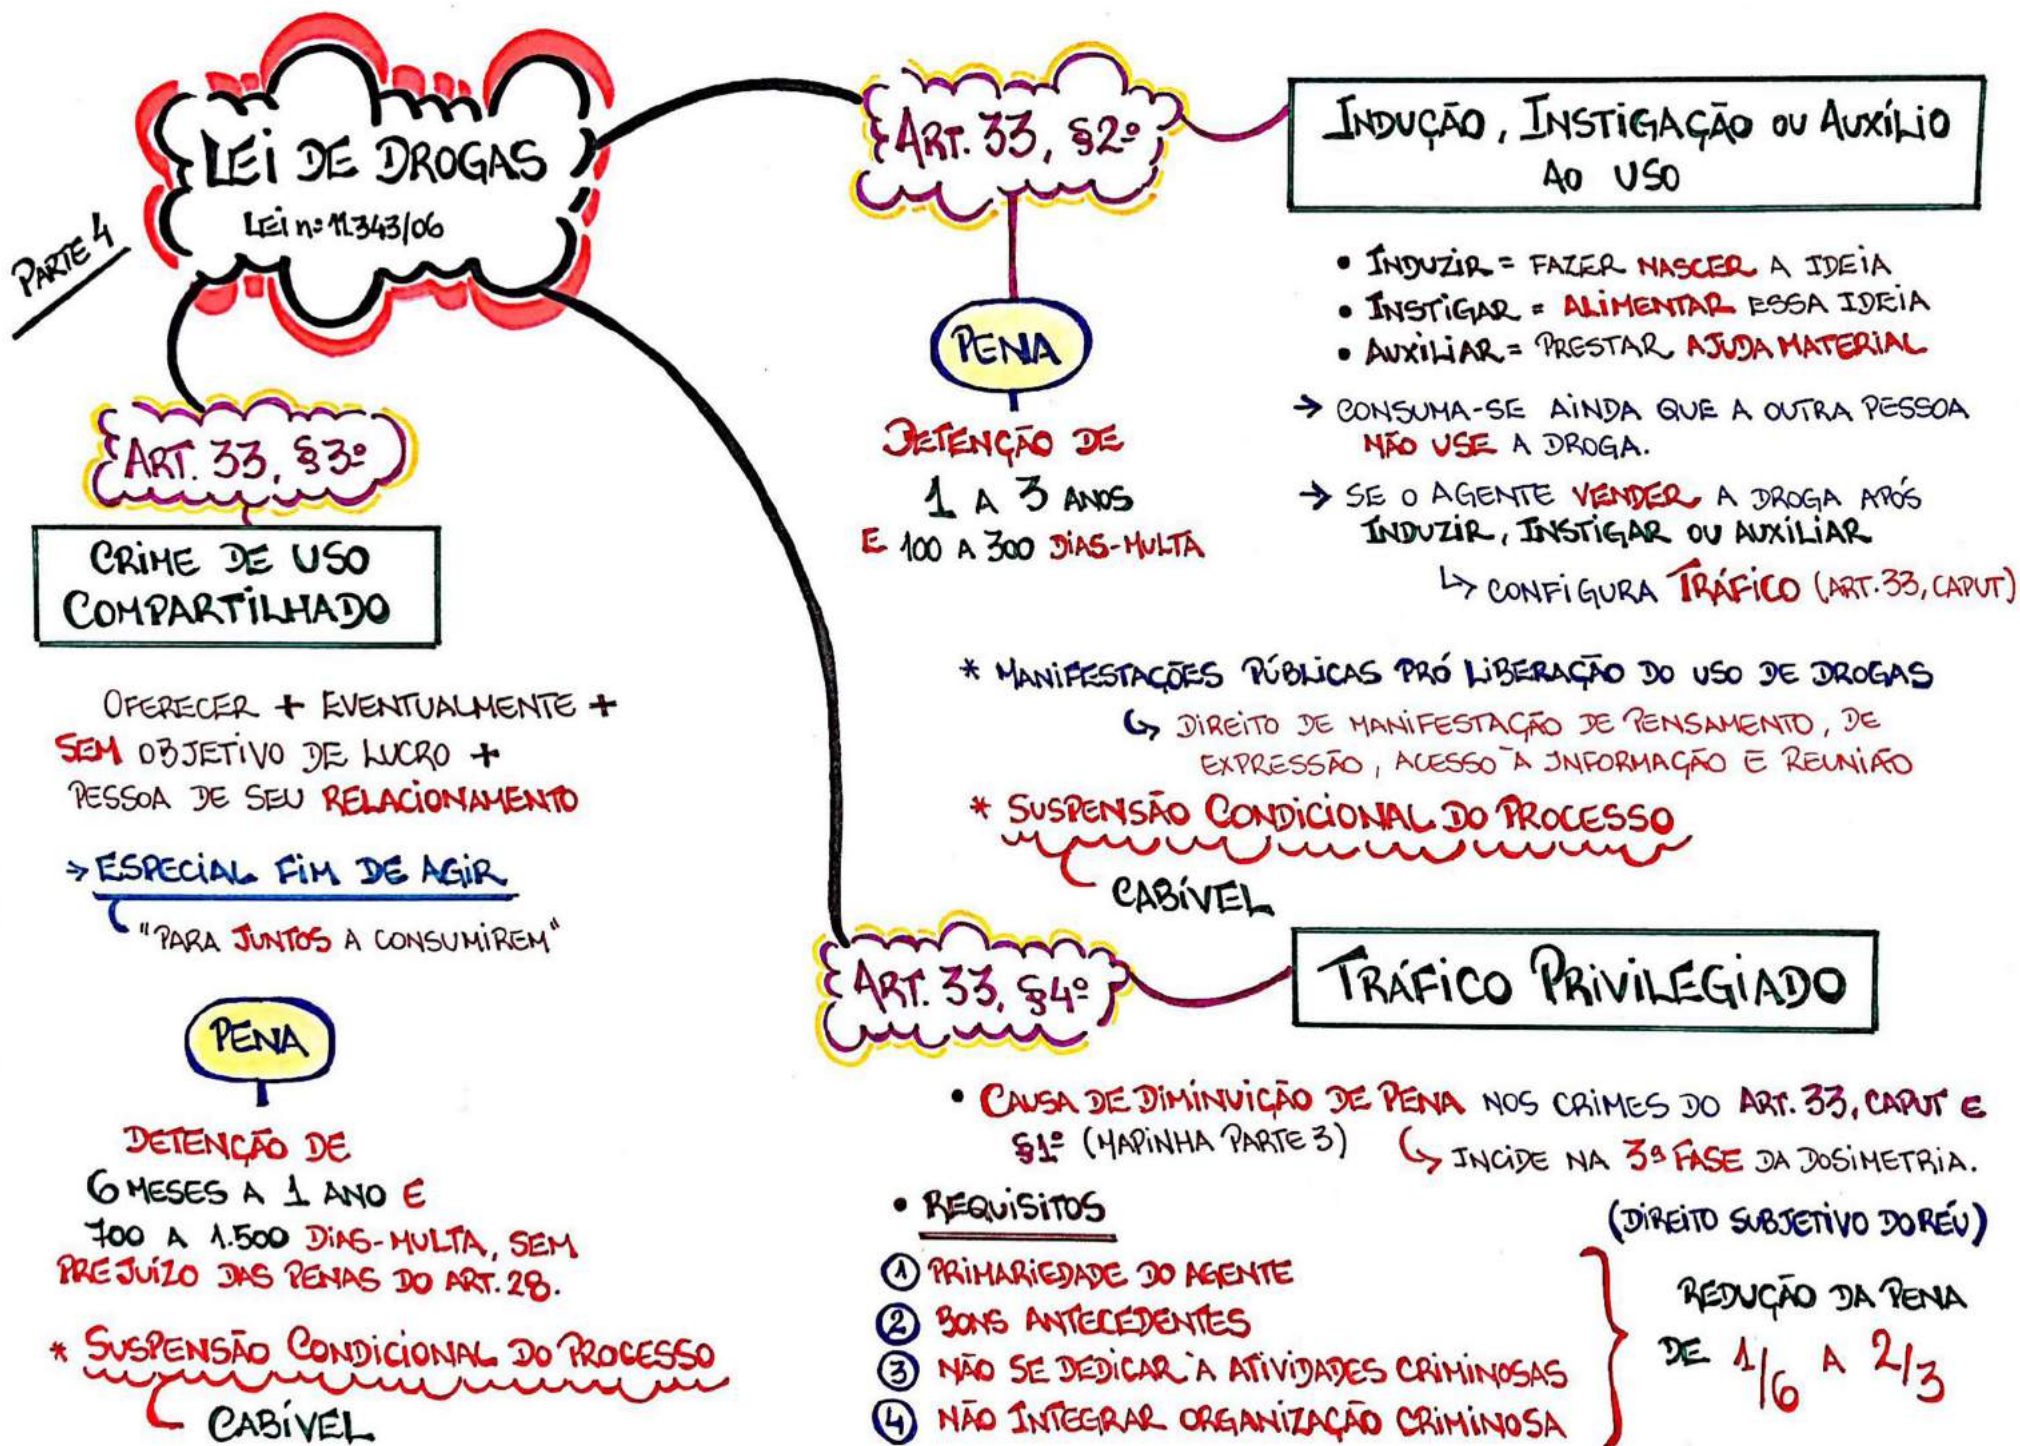 PARTE 4
LEI DE DROGAS
LEI nº 11.343/06
ART. 33, §2º
INDUÇÃO, INSTIGAÇÃO OU AUXÍLIO
AO USO
• INDUZIR = FAZER NASCER A IDEIA
• INSTIGAR = ALIMENTAR ESSA IDEIA
• AUXILIAR = PRESTAR AJUDA MATERIAL
→ CONSUMA-SE AINDA QUE A OUTRA PESSOA
NÃO USE A DROGA.
→ SE O AGENTE VENDER A DROGA APÓS
INDUZIR, INSTIGAR OU AUXILIAR
↳ CONFIGURA TRÁFICO (ART. 33, CAPUT)
PENA
DETENÇÃO DE
1 A 3 ANOS
E 100 A 300 DIAS-MULTA
* MANIFESTAÇÕES PÚBLICAS PRÓ LIBERAÇÃO DO USO DE DROGAS
↳ DIREITO DE MANIFESTAÇÃO DE PENSAMENTO, DE
EXPRESSÃO, ACESSO À INFORMAÇÃO E REUNIÃO
* SUSPENSÃO CONDICIONAL DO PROCESSO
CABÍVEL
ART. 33, §3º
CRIME DE USO
COMPARTILHADO
OFERECER + EVENTUALMENTE +
SEM OBJETIVO DE LUCRO +
PESSOA DE SEU RELACIONAMENTO
→ ESPECIAL FIM DE AGIR
"PARA JUNTOS A CONSUMIREM"
PENA
DETENÇÃO DE
6 MESES A 1 ANO E
700 A 1.500 DIAS-MULTA, SEM
PREJUÍZO DAS PENAS DO ART. 28.
* SUSPENSÃO CONDICIONAL DO PROCESSO
CABÍVEL
ART. 33, §4º
TRÁFICO PRIVILEGIADO
• CAUSA DE DIMINUIÇÃO DE PENA NOS CRIMES DO ART. 33, CAPUT E
§1º (MAPINHA PARTE 3) ↳ INCIDE NA 3ª FASE DA DOSIMETRIA.
• REQUISITOS
(DIREITO SUBJETIVO DO RÉU)
① PRIMARIEDADE DO AGENTE
② BONS ANTECEDENTES
③ NÃO SE DEDICAR À ATIVIDADES CRIMINOSAS
④ NÃO INTEGRAR ORGANIZAÇÃO CRIMINOSA
REDUÇÃO DA PENA
DE 1/6 A 2/3